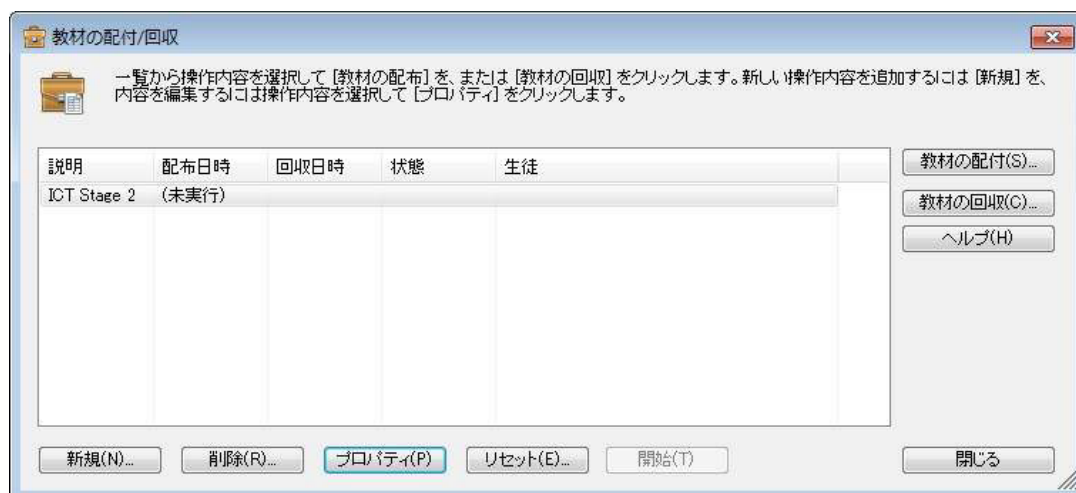 教材の配付/回収
一覧から操作内容を選択して [教材の配布] を、または [教材の回収] をクリックします。新しい操作内容を追加するには [新規] を、
内容を編集するには操作内容を選択して [プロパティ] をクリックします。
説明 配布日時 回収日時 状態 生徒
ICT Stage 2 (未実行)
教材の配付(S)...
教材の回収(C)...
ヘルプ(H)
新規(N)... 削除(R)... プロパティ(P) リセット(E)... 開始(T) 閉じる